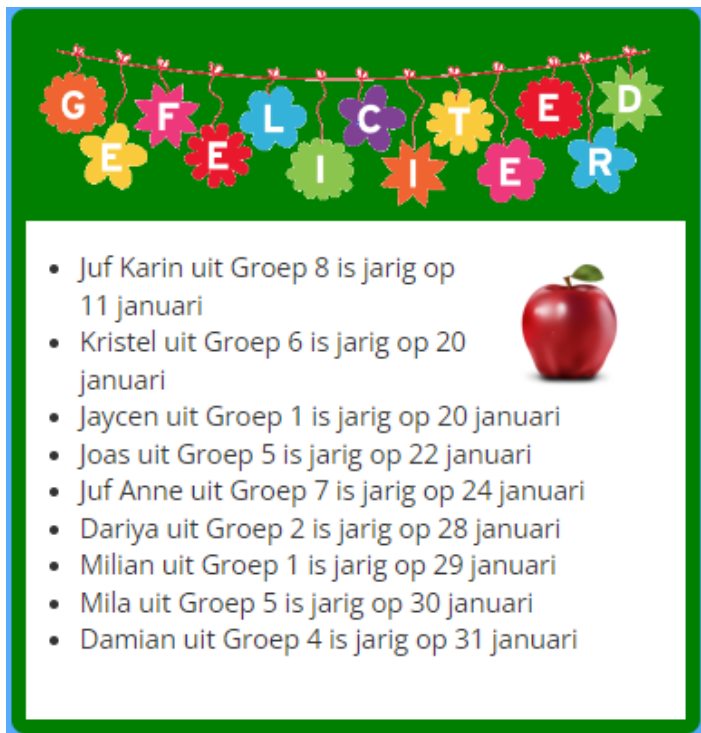 GEFELICITEERD
• Juf Karin uit Groep 8 is jarig op
11 januari
• Kristel uit Groep 6 is jarig op 20
januari
• Jaycen uit Groep 1 is jarig op 20 januari
• Joas uit Groep 5 is jarig op 22 januari
• Juf Anne uit Groep 7 is jarig op 24 januari
• Dariya uit Groep 2 is jarig op 28 januari
• Milian uit Groep 1 is jarig op 29 januari
• Mila uit Groep 5 is jarig op 30 januari
• Damian uit Groep 4 is jarig op 31 januari